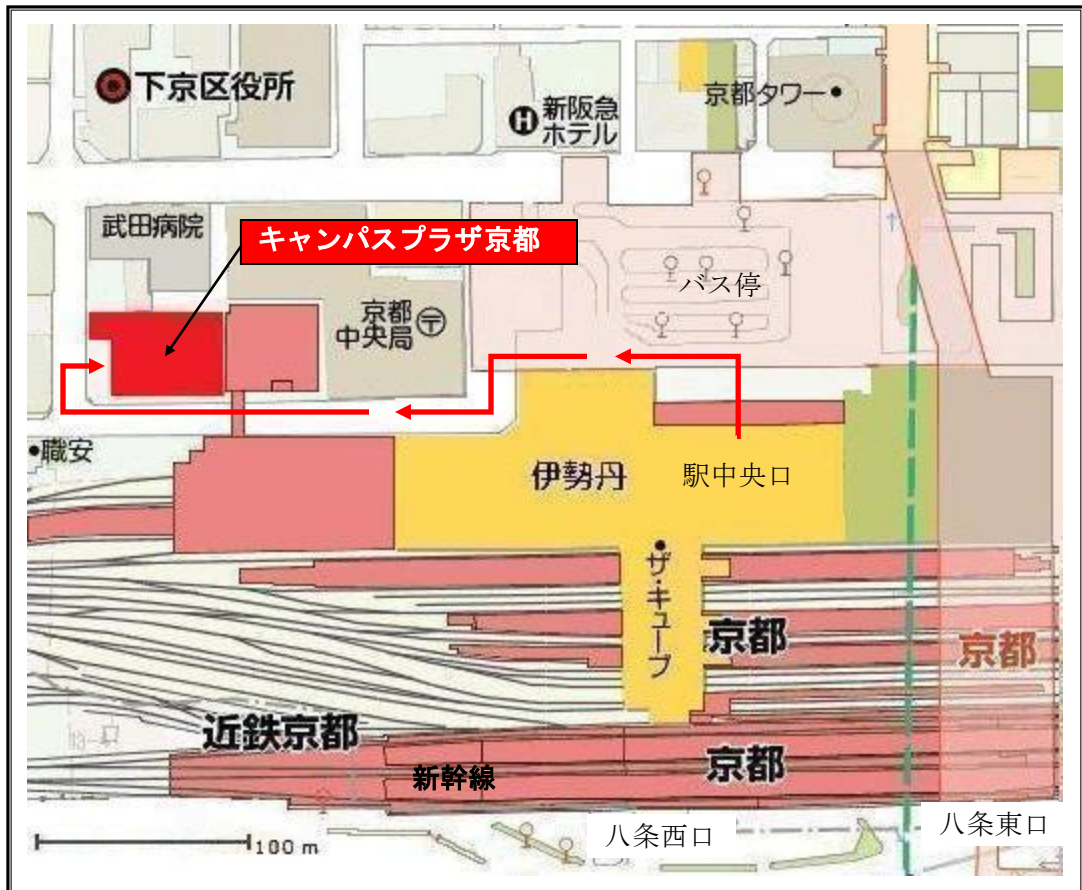 下京区役所
H 新阪急
ホテル
京都タワー
武田病院
キャンパスプラザ京都
バス停
京都
中央局
〒
職安
伊勢丹
駅中央口
ザ・キューブ
京都
京都
近鉄京都
京都
新幹線
八条西口
八条東口
100 m